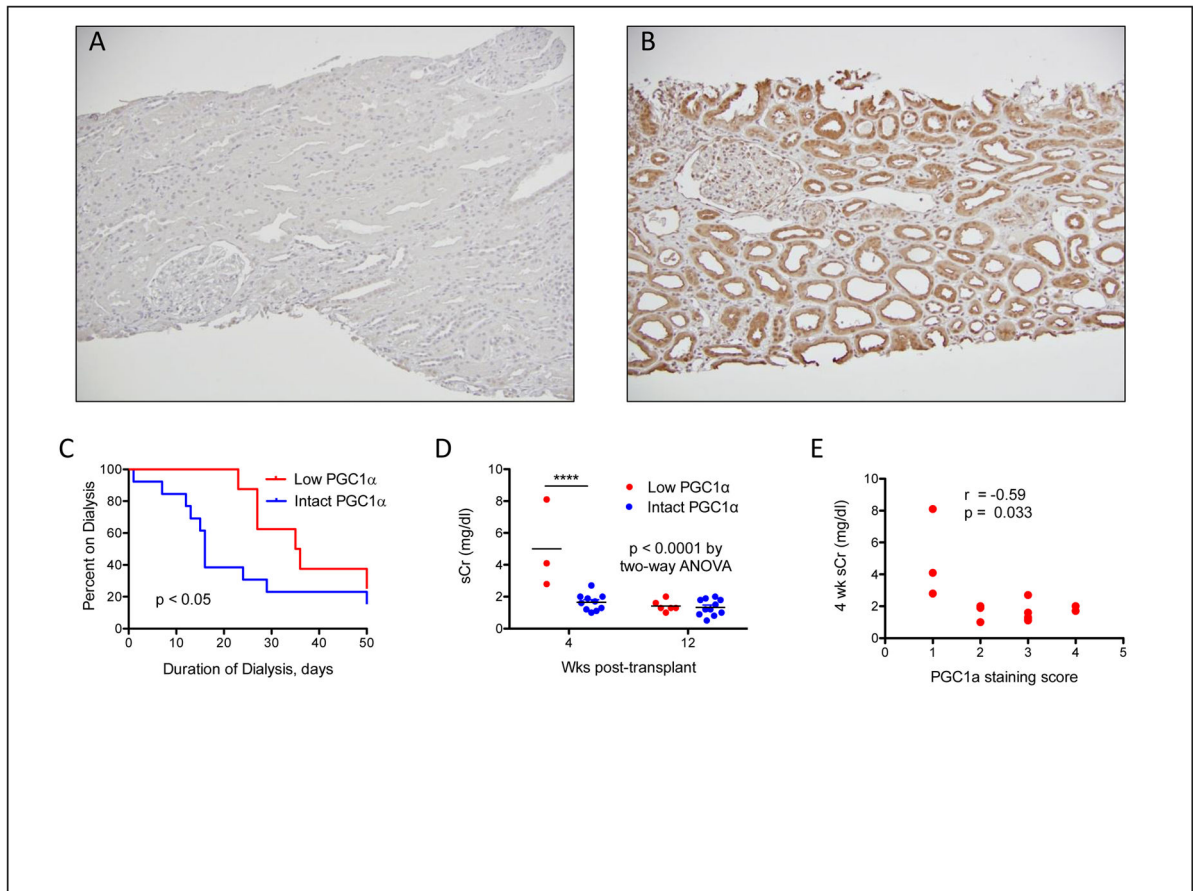 A
B
C
100
80
60
40
20
0
Percent on Dialysis
Low PGC1α
Intact PGC1α
p < 0.05
0 10 20 30 40 50
Duration of Dialysis, days
D
10
8
6
4
2
0
sCr (mg/dl)
****
Low PGC1α
Intact PGC1α
p < 0.0001 by
two-way ANOVA
4 12
Wks post-transplant
E
10
8
6
4
2
0
4 wk sCr (mg/dl)
r = -0.59
p = 0.033
0 1 2 3 4 5
PGC1a staining score